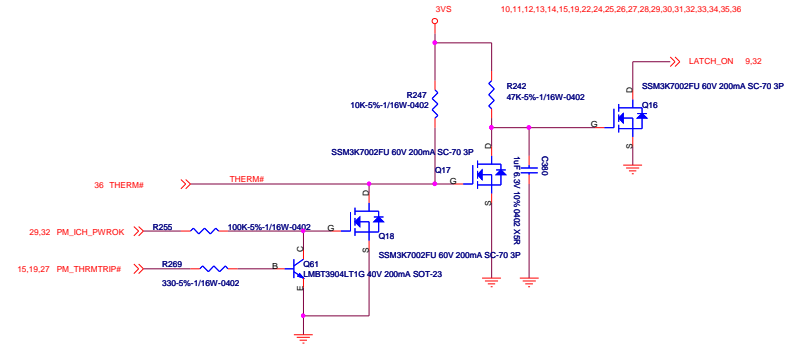 3VS 10,11,12,13,14,15,19,22,24,25,26,27,28,29,30,31,32,33,34,35,36
LATCH_ON 9,32
R247
10K-5%-1/16W-0402
R242
47K-5%-1/16W-0402
SSM3K7002FU 60V 200mA SC-70 3P
D
Q16
G
S
SSM3K7002FU 60V 200mA SC-70 3P
D
Q17
G
S
C380
1uF 6.3V 10% 0402 X5R
36 THERM#
THERM#
D
29,32 PM_ICH_PWROK
R255
100K-5%-1/16W-0402
G
Q18
S
SSM3K7002FU 60V 200mA SC-70 3P
15,19,27 PM_THRMTRIP#
R269
330-5%-1/16W-0402
C
B
Q61
E
LMBT3904LT1G 40V 200mA SOT-23